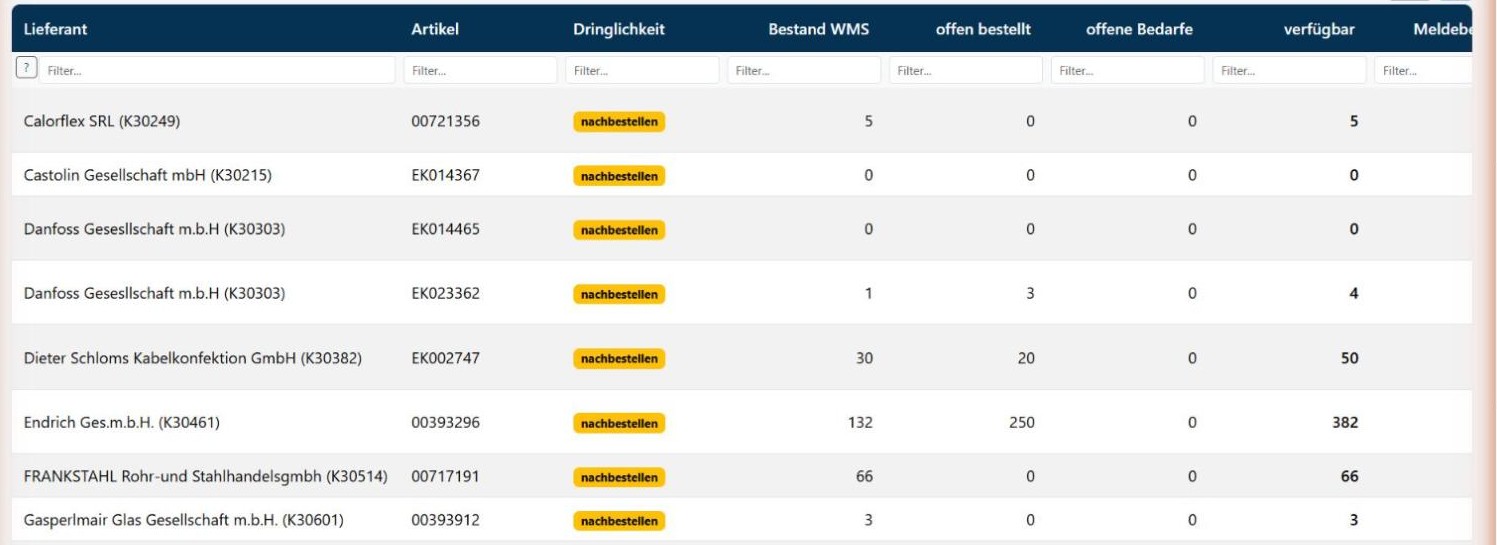 Lieferant Artikel Dringlichkeit Bestand WMS offen bestellt offene Bedarfe verfügbar Meldebe
? Filter... Filter... Filter... Filter... Filter... Filter... Filter... Filter...
Calorflex SRL (K30249) 00721356 nachbestellen 5 0 0 5
Castolin Gesellschaft mbH (K30215) EK014367 nachbestellen 0 0 0 0
Danfoss Gesesllschaft m.b.H (K30303) EK014465 nachbestellen 0 0 0 0
Danfoss Gesesllschaft m.b.H (K30303) EK023362 nachbestellen 1 3 0 4
Dieter Schloms Kabelkonfektion GmbH (K30382) EK002747 nachbestellen 30 20 0 50
Endrich Ges.m.b.H. (K30461) 00393296 nachbestellen 132 250 0 382
FRANKSTAHL Rohr-und Stahlhandelsgmbh (K30514) 00717191 nachbestellen 66 0 0 66
Gasperlmair Glas Gesellschaft m.b.H. (K30601) 00393912 nachbestellen 3 0 0 3